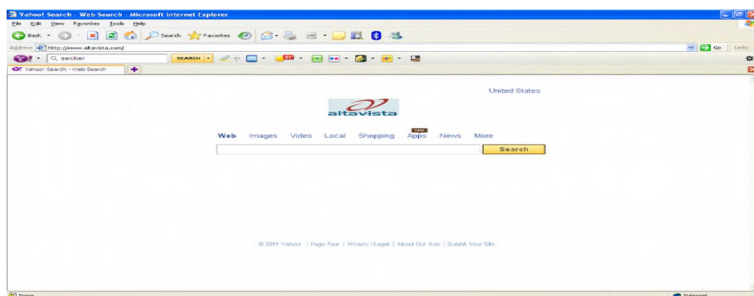 Yahoo! Search - Web Search - Microsoft Internet Explorer
File Edit View Favorites Tools Help
Back Search Favorites
Address http://www.altavista.com/ Go Links
secker SEARCH
Yahoo! Search - Web Search
United States
altavista
Web Images Video Local Shopping Apps News More
Search
© 2011 Yahoo! | Page Tour | Privacy / Legal | About Our Ads | Submit Your Site
Done Internet